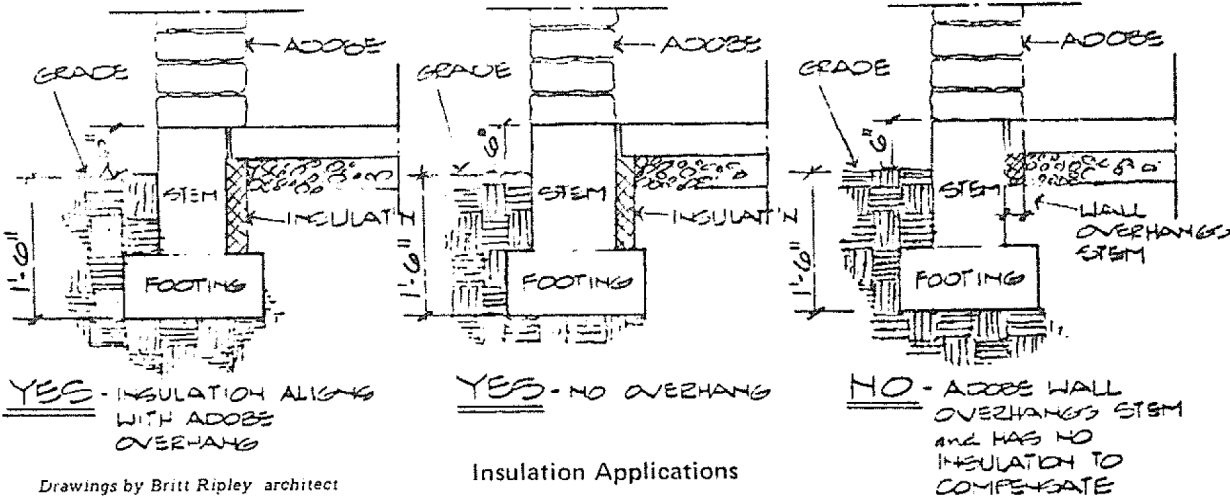 ADOBE
GRADE
6"
STEM
INSULAT'N
1'-6"
FOOTING
YES - INSULATION ALIGNS
WITH ADOBE
OVERHANG
ADOBE
GRADE
6"
STEM
INSULAT'N
1'-6"
FOOTING
YES - NO OVERHANG
ADOBE
GRADE
6"
STEM
WALL
OVERHANGS
STEM
1'-6"
FOOTING
NO - ADOBE WALL
OVERHANGS STEM
and HAS NO
INSULATION TO
COMPENSATE
Drawings by Britt Ripley architect
Insulation Applications